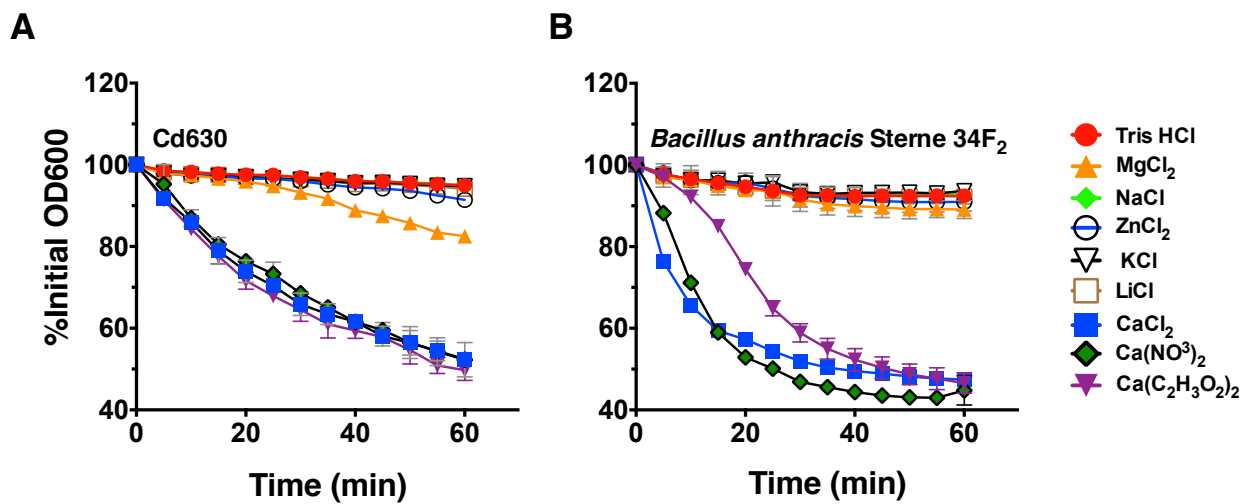 A
B
%Initial OD600
120
100
80
60
40
Cd630
0
20
40
60
Time (min)
120
100
80
60
40
Bacillus anthracis Sterne 34F₂
0
20
40
60
Time (min)
Tris HCl
MgCl₂
NaCl
ZnCl₂
KCl
LiCl
CaCl₂
Ca(NO³)₂
Ca(C₂H₃O₂)₂